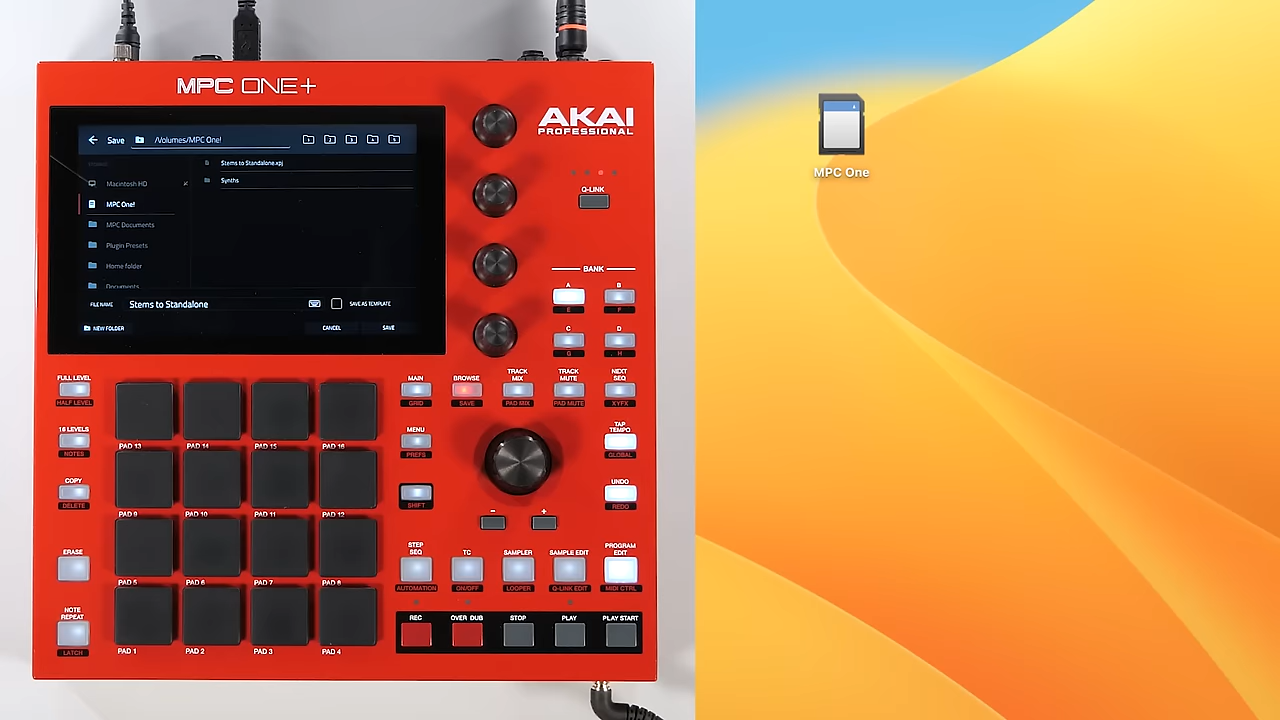 MPC ONE+
AKAI
PROFESSIONAL
Save
/Volumes/MPC One!
Stems to Standalone.xpj
Synths
Macintosh HD
MPC One!
MPC Documents
Plugin Presets
Home folder
Documents
FILE NAME
Stems to Standalone
SAVE AS TEMPLATE
NEW FOLDER
CANCEL
SAVE
Q-LINK
BANK
A
B
E
F
C
D
G
H
FULL LEVEL
HALF LEVEL
16 LEVELS
NOTES
COPY
DELETE
ERASE
NOTE
REPEAT
LATCH
PAD 13
PAD 14
PAD 15
PAD 16
PAD 9
PAD 10
PAD 11
PAD 12
PAD 5
PAD 6
PAD 7
PAD 8
PAD 1
PAD 2
PAD 3
PAD 4
MAIN
GRID
BROWSE
SAVE
TRACK
MIX
PAD MIX
TRACK
MUTE
PAD MUTE
NEXT
SEQ
XYFX
MENU
PREFS
TAP
TEMPO
GLOBAL
SHIFT
UNDO
REDO
-
+
STEP
SEQ
AUTOMATION
TC
ON/OFF
SAMPLER
LOOPER
SAMPLE EDIT
Q-LINK EDIT
PROGRAM
EDIT
MIDI CTRL
REC
OVER DUB
STOP
PLAY
PLAY START
MPC One